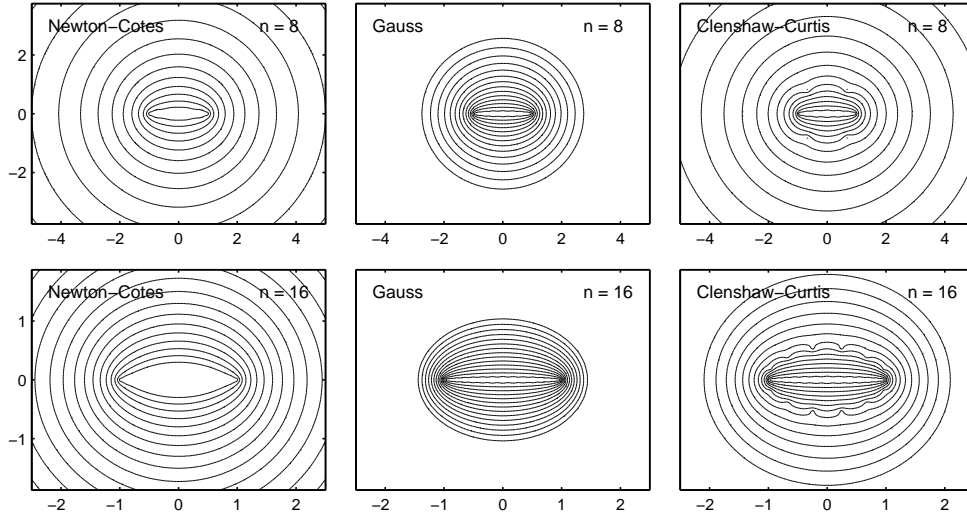 Newton−Cotes n = 8
Gauss n = 8
Clenshaw−Curtis n = 8
2
0
−2
−4 −2 0 2 4
−4 −2 0 2 4
−4 −2 0 2 4
Newton−Cotes n = 16
Gauss n = 16
Clenshaw−Curtis n = 16
1
0
−1
−2 −1 0 1 2
−2 −1 0 1 2
−2 −1 0 1 2